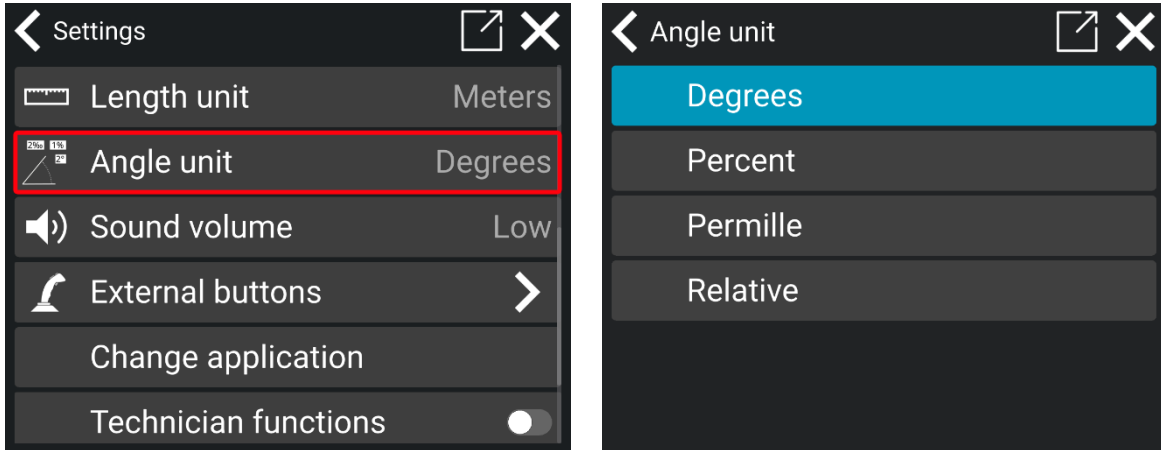 Settings
Length unit Meters
2‰ 1%
2°
Angle unit Degrees
Sound volume Low
External buttons
Change application
Technician functions
Angle unit
Degrees
Percent
Permille
Relative